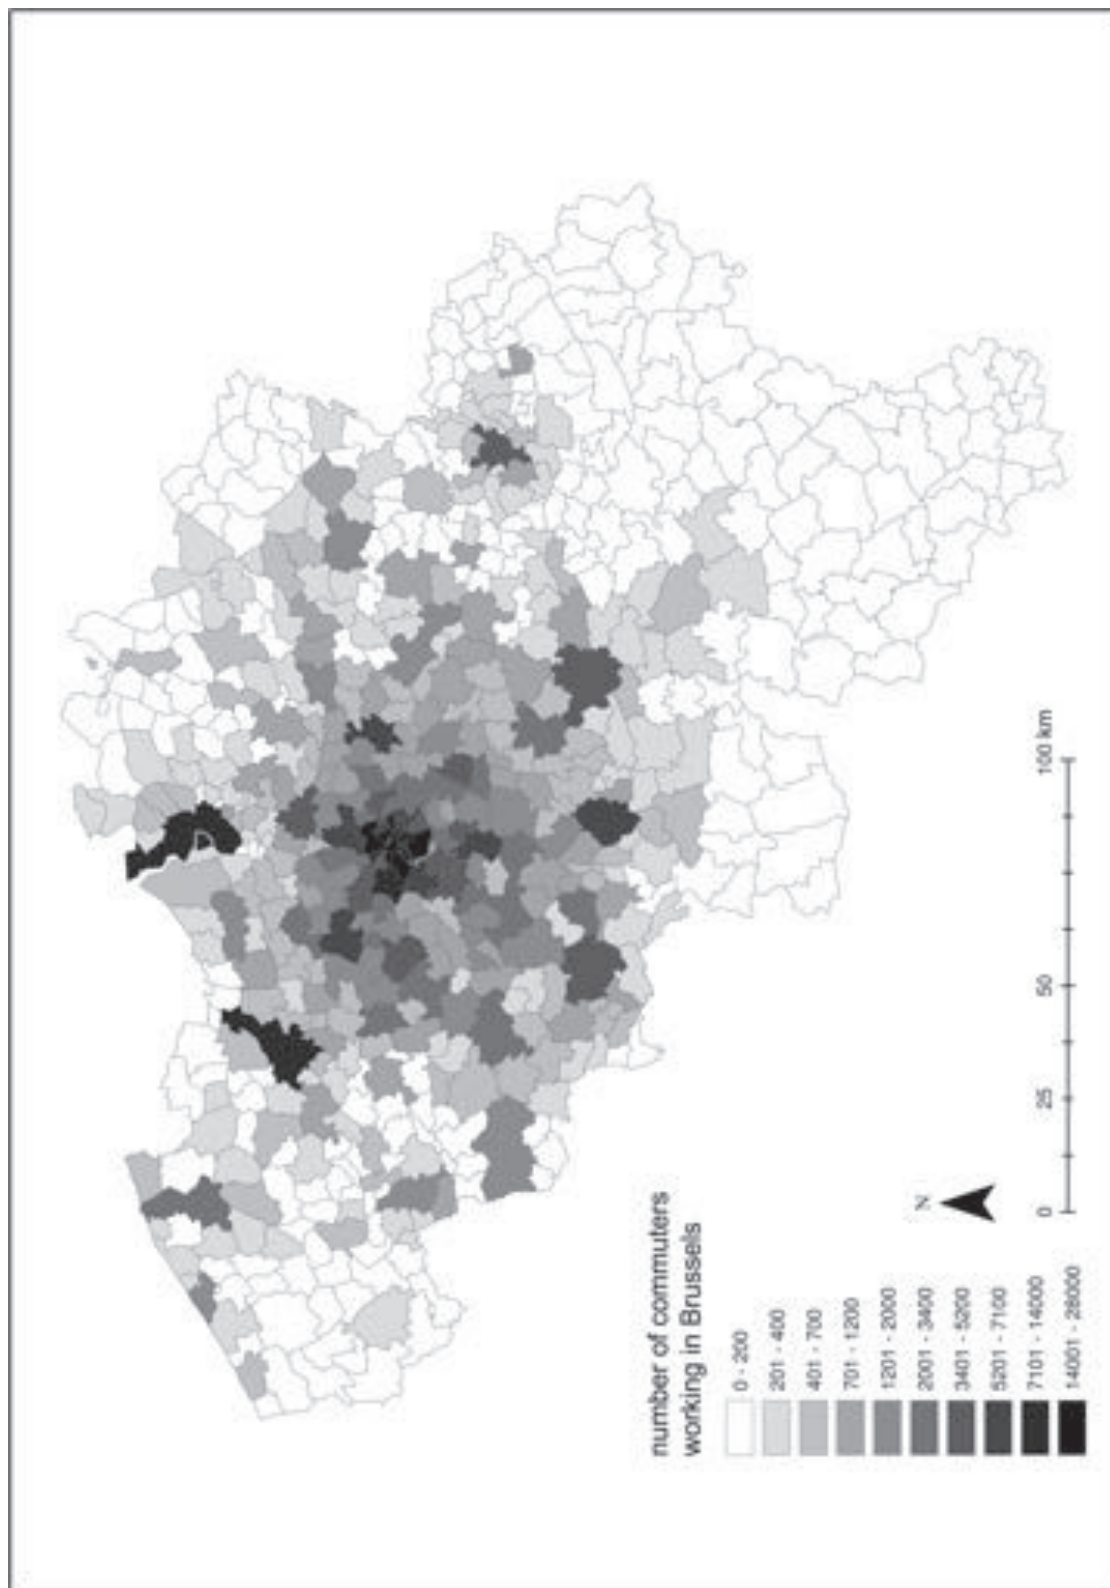 number of commuters
working in Brussels
0 - 200
201 - 400
401 - 700
701 - 1200
1201 - 2000
2001 - 3400
3401 - 5200
5201 - 7100
7101 - 14000
14001 - 28000
N
0 25 50 100 km